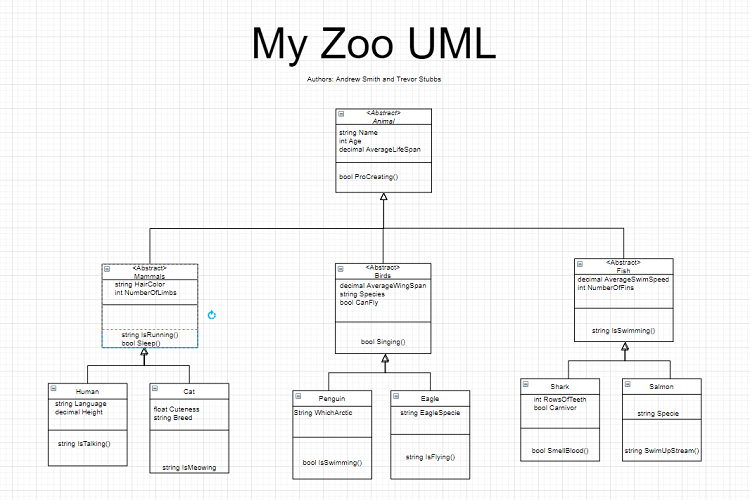 My Zoo UML
Authors: Andrew Smith and Trevor Stubbs
<Abstract>
Animal
string Name
int Age
decimal AverageLifeSpan
bool ProCreating()
<Abstract>
Mammals
string HairColor
int NumberOfLimbs
string IsRunning()
bool Sleep()
<Abstract>
Birds
decimal AverageWingSpan
string Species
bool CanFly
bool Singing()
<Abstract>
Fish
decimal AverageSwimSpeed
int NumberOfFins
string IsSwimming()
Human
string Language
decimal Height
string IsTalking()
Cat
float Cuteness
string Breed
string IsMeowing
Penguin
String WhichArctic
bool IsSwimming()
Eagle
string EagleSpecie
string IsFlying()
Shark
int RowsOfTeeth
bool Carnivor
bool SmellBlood()
Salmon
string Specie
string SwimUpStream()